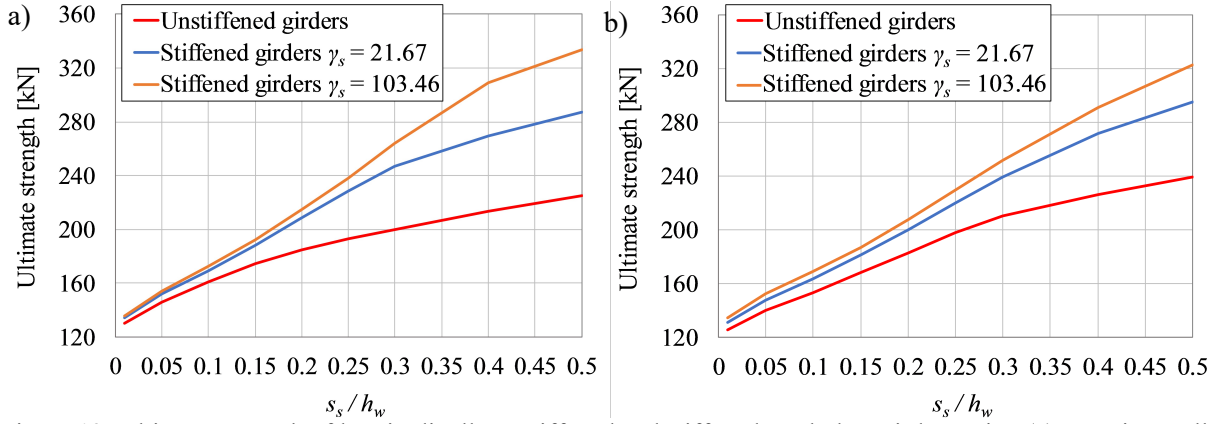 a)
Unstiffened girders
Stiffened girders γs = 21.67
Stiffened girders γs = 103.46
Ultimate strength [kN]
360
320
280
240
200
160
120
0 0.05 0.1 0.15 0.2 0.25 0.3 0.35 0.4 0.45 0.5
ss / hw
b)
Unstiffened girders
Stiffened girders γs = 21.67
Stiffened girders γs = 103.46
Ultimate strength [kN]
360
320
280
240
200
160
120
0 0.05 0.1 0.15 0.2 0.25 0.3 0.35 0.4 0.45 0.5
ss / hw